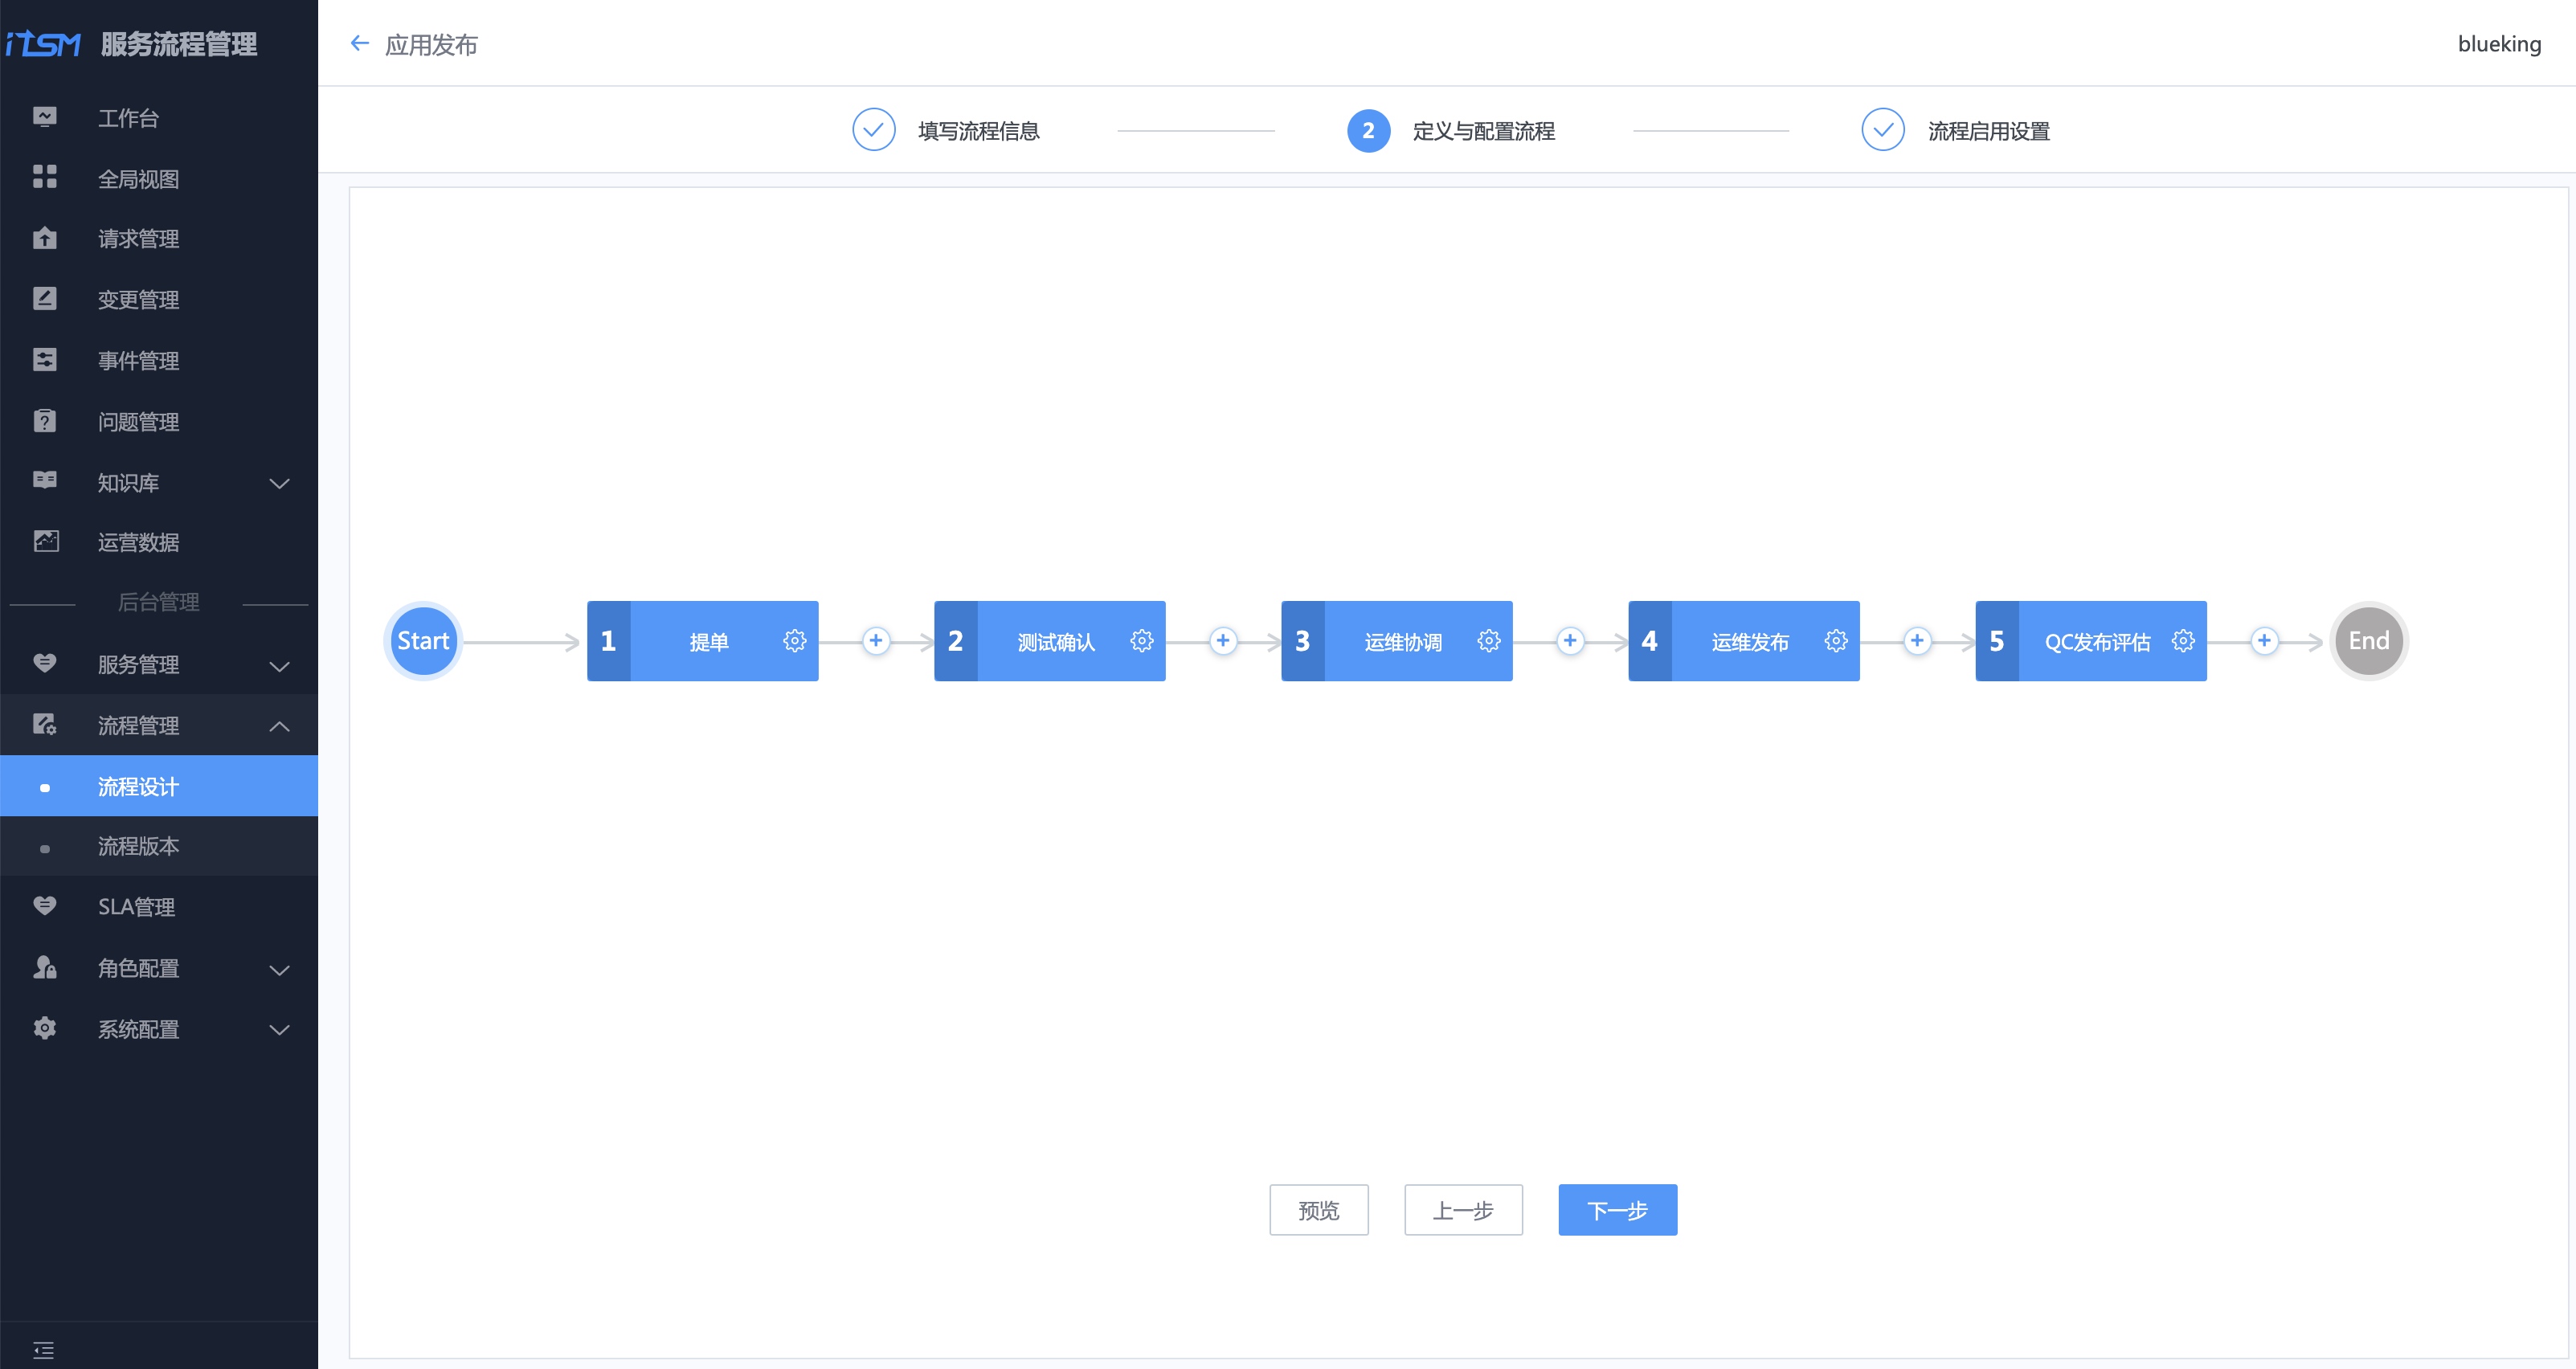 iTSM 服务流程管理
工作台
全局视图
请求管理
变更管理
事件管理
问题管理
知识库
运营数据
后台管理
服务管理
流程管理
流程设计
流程版本
SLA管理
角色配置
系统配置
应用发布
blueking
填写流程信息
2 定义与配置流程
流程启用设置
Start
1 提单
2 测试确认
3 运维协调
4 运维发布
5 QC发布评估
End
预览
上一步
下一步